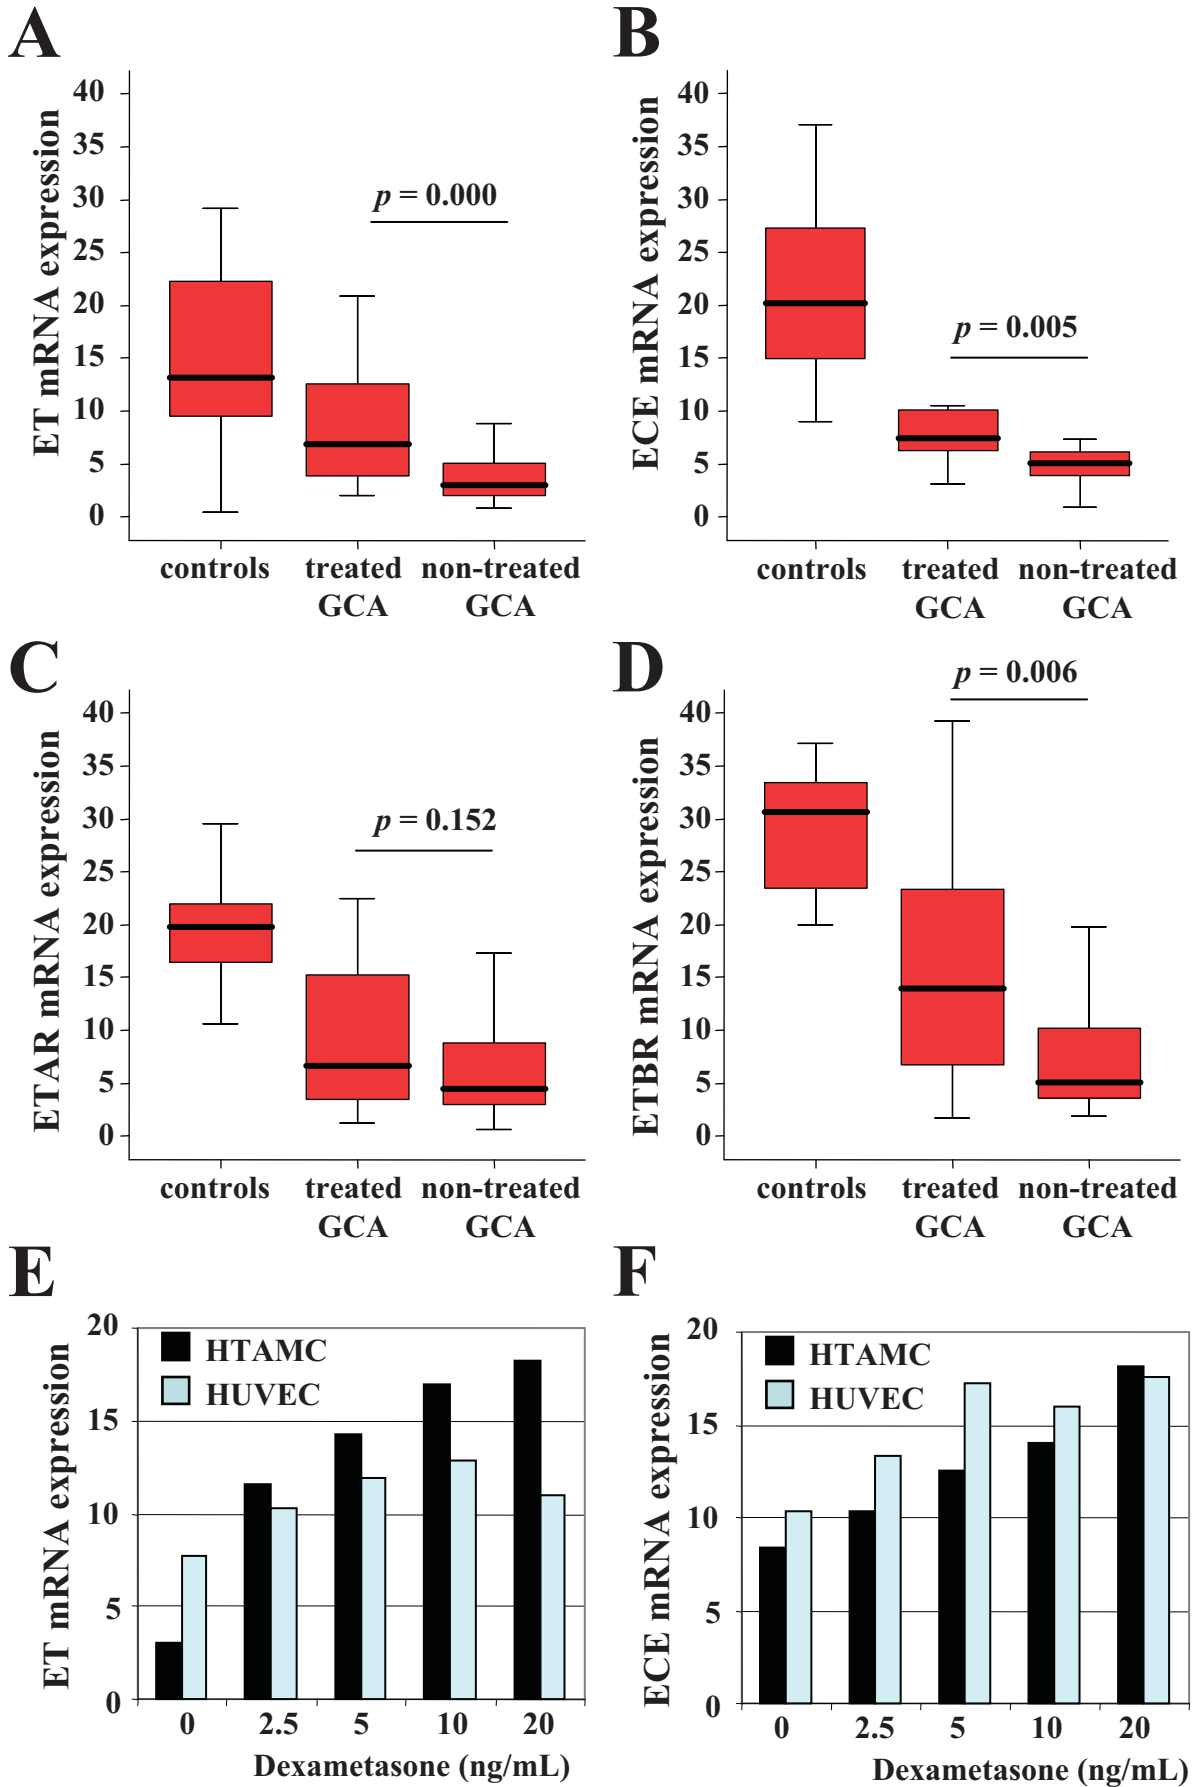 A
ET mRNA expression
40
35
30
25
20
15
10
5
0
p = 0.000
controls
treated
GCA
non-treated
GCA
B
ECE mRNA expression
40
35
30
25
20
15
10
5
0
p = 0.005
controls
treated
GCA
non-treated
GCA
C
ETAR mRNA expression
40
35
30
25
20
15
10
5
0
p = 0.152
controls
treated
GCA
non-treated
GCA
D
ETBR mRNA expression
40
35
30
25
20
15
10
5
0
p = 0.006
controls
treated
GCA
non-treated
GCA
E
ET mRNA expression
20
15
10
5
0
HTAMC
HUVEC
0 2.5 5 10 20
Dexametasone (ng/mL)
F
ECE mRNA expression
20
15
10
5
0
HTAMC
HUVEC
0 2.5 5 10 20
Dexametasone (ng/mL)